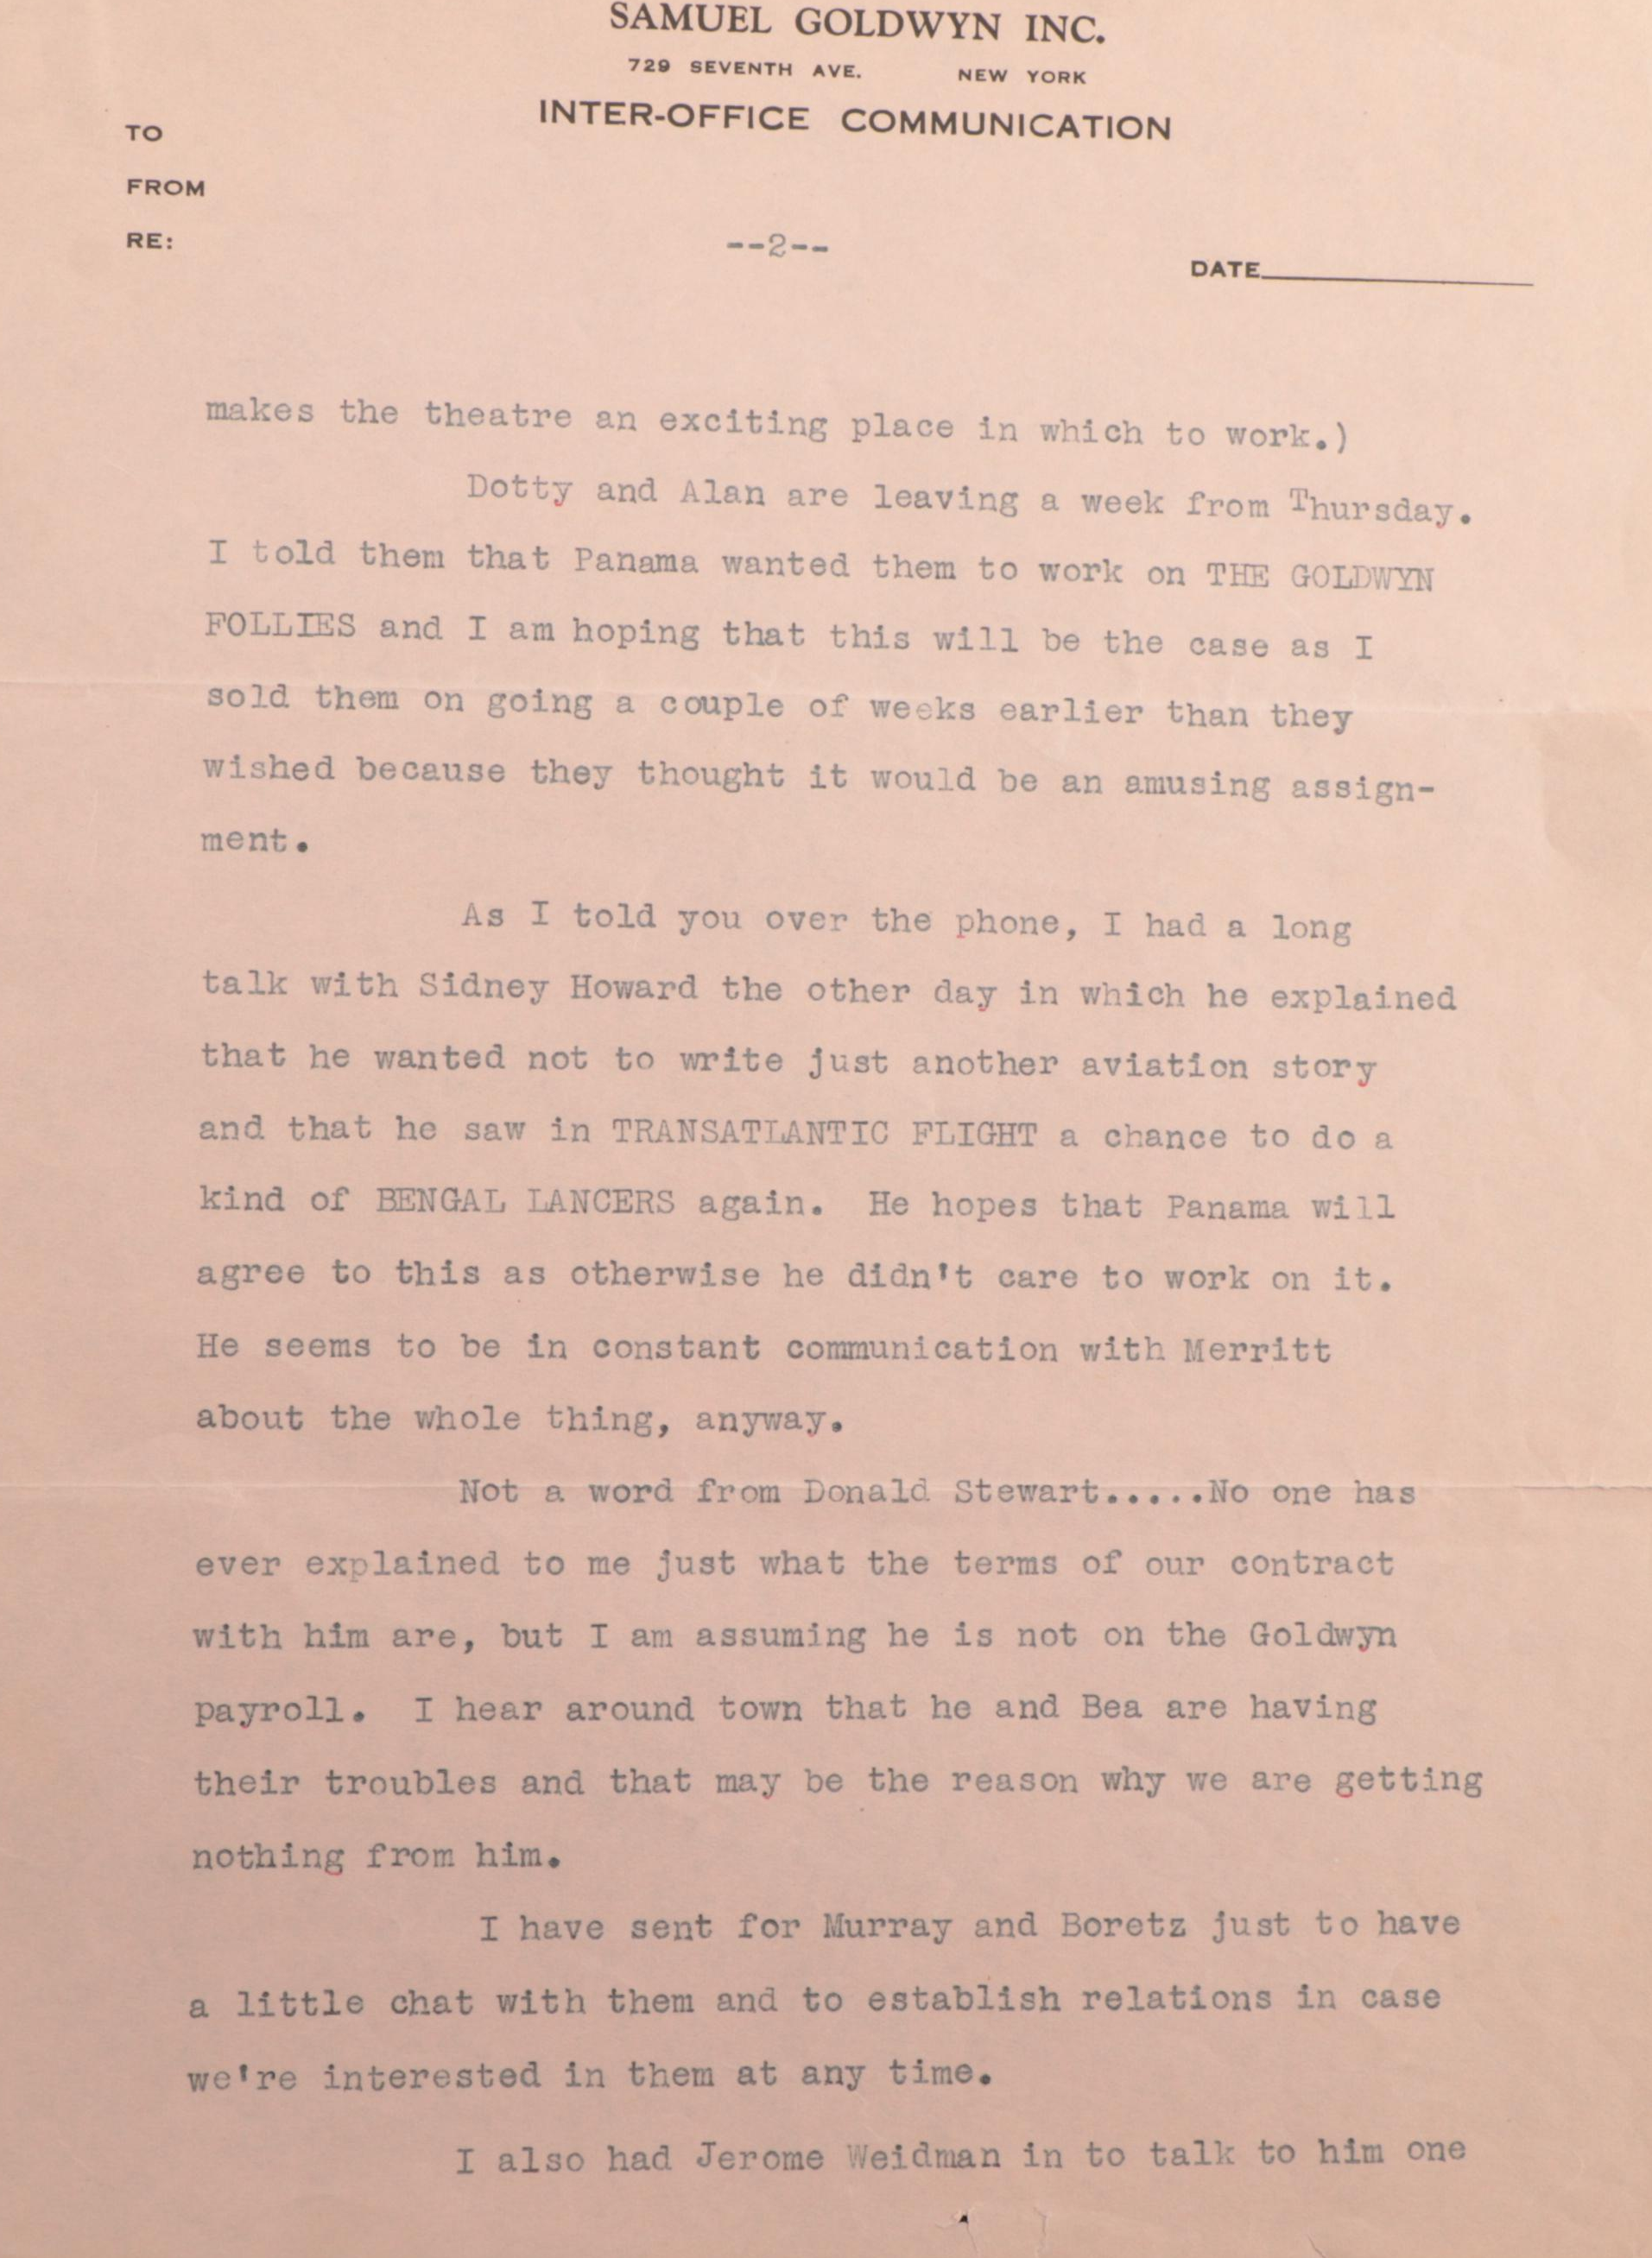 SAMUEL GOLDWYN INC.
729 SEVENTH AVE. NEW YORK
INTER-OFFICE COMMUNICATION
TO
FROM
RE:
--2--
DATE
makes the theatre an exciting place in which to work.)
Dotty and Alan are leaving a week from Thursday.
I told them that Panama wanted them to work on THE GOLDWYN
FOLLIES and I am hoping that this will be the case as I
sold them on going a couple of weeks earlier than they
wished because they thought it would be an amusing assign-
ment.
As I told you over the phone, I had a long
talk with Sidney Howard the other day in which he explained
that he wanted not to write just another aviation story
and that he saw in TRANSATLANTIC FLIGHT a chance to do a
kind of BENGAL LANCERS again. He hopes that Panama will
agree to this as otherwise he didn't care to work on it.
He seems to be in constant communication with Merritt
about the whole thing, anyway.
Not a word from Donald Stewart.....No one has
ever explained to me just what the terms of our contract
with him are, but I am assuming he is not on the Goldwyn
payroll. I hear around town that he and Bea are having
their troubles and that may be the reason why we are getting
nothing from him.
I have sent for Murray and Boretz just to have
a little chat with them and to establish relations in case
we're interested in them at any time.
I also had Jerome Weidman in to talk to him one